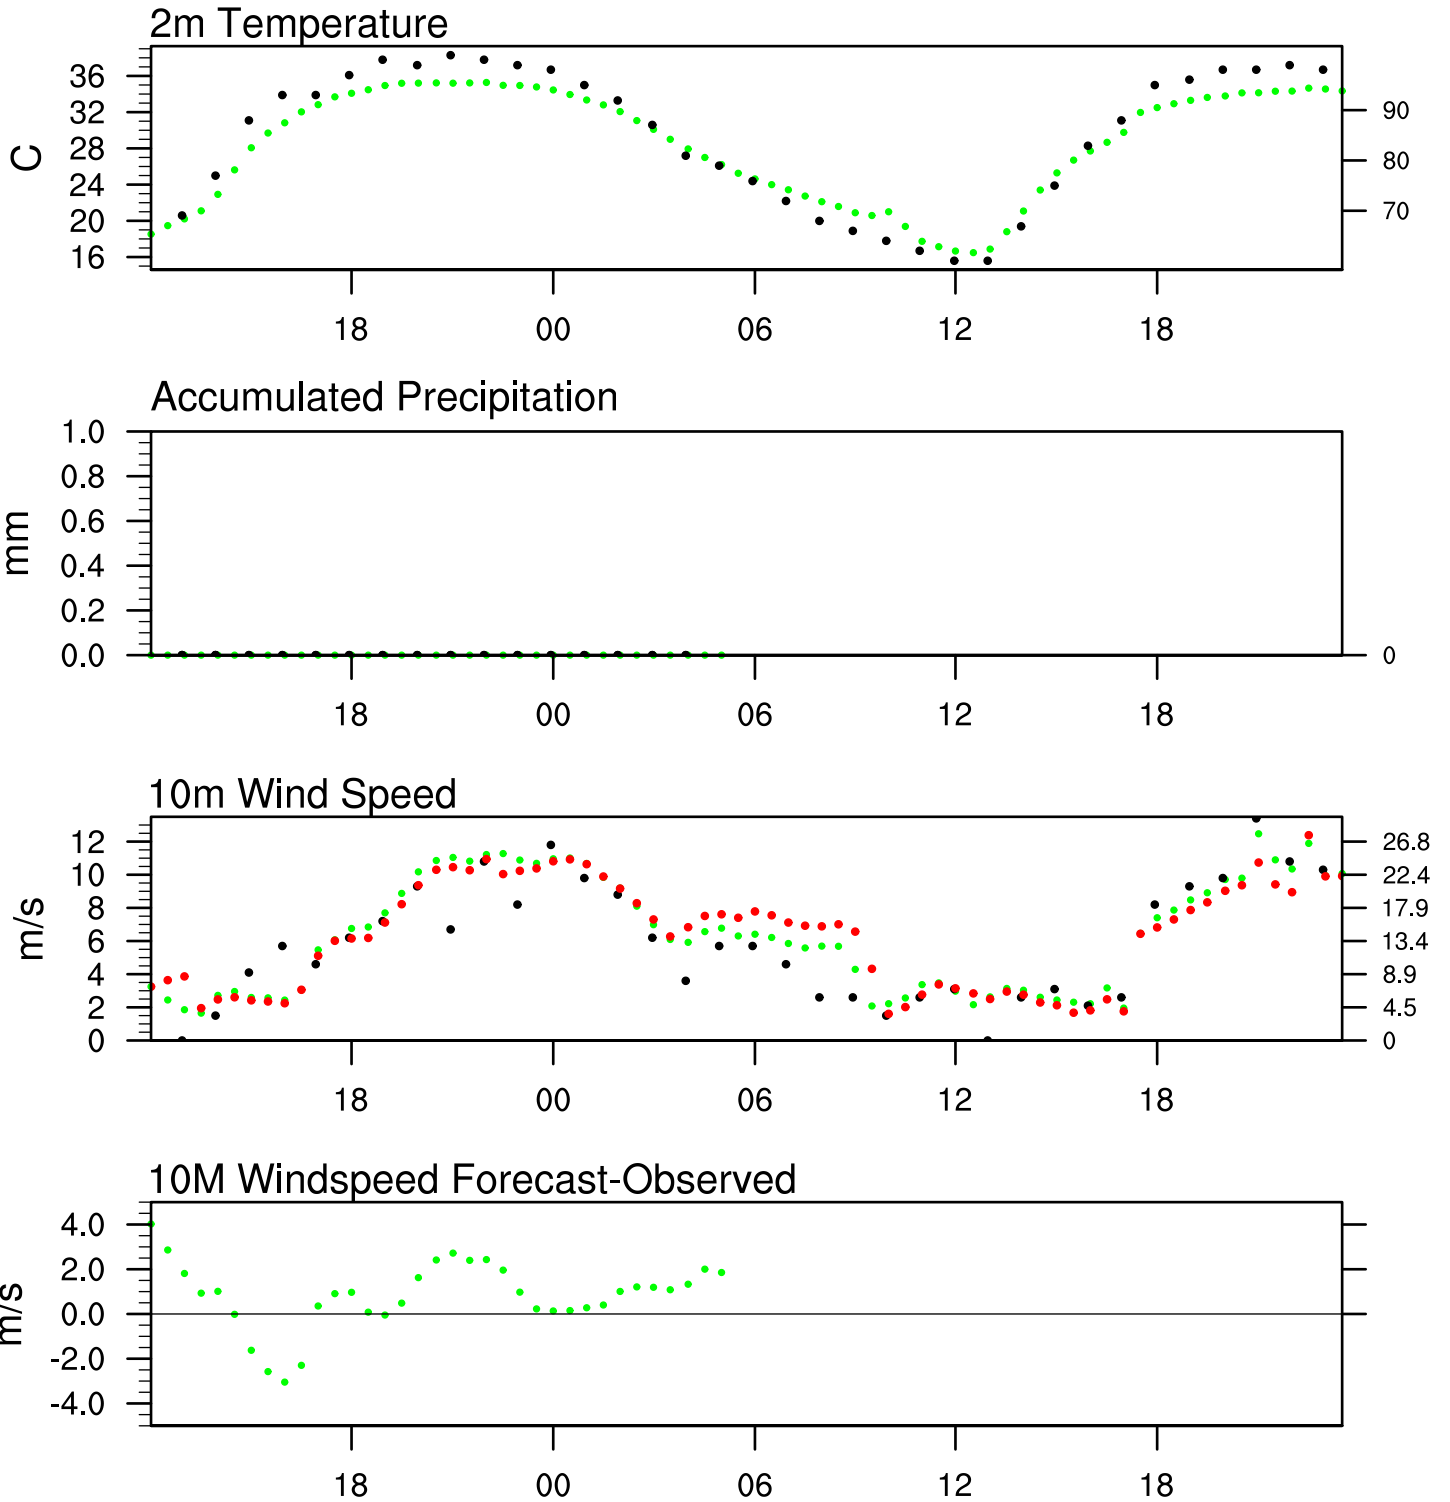 2m Temperature
36
32
28
24
20
16
C
90
80
70
18 00 06 12 18
Accumulated Precipitation
1.0
0.8
0.6
0.4
0.2
0.0
mm
0
18 00 06 12 18
10m Wind Speed
12
10
8
6
4
2
0
m/s
26.8
22.4
17.9
13.4
8.9
4.5
0
18 00 06 12 18
10M Windspeed Forecast-Observed
4.0
2.0
0.0
-2.0
-4.0
m/s
18 00 06 12 18